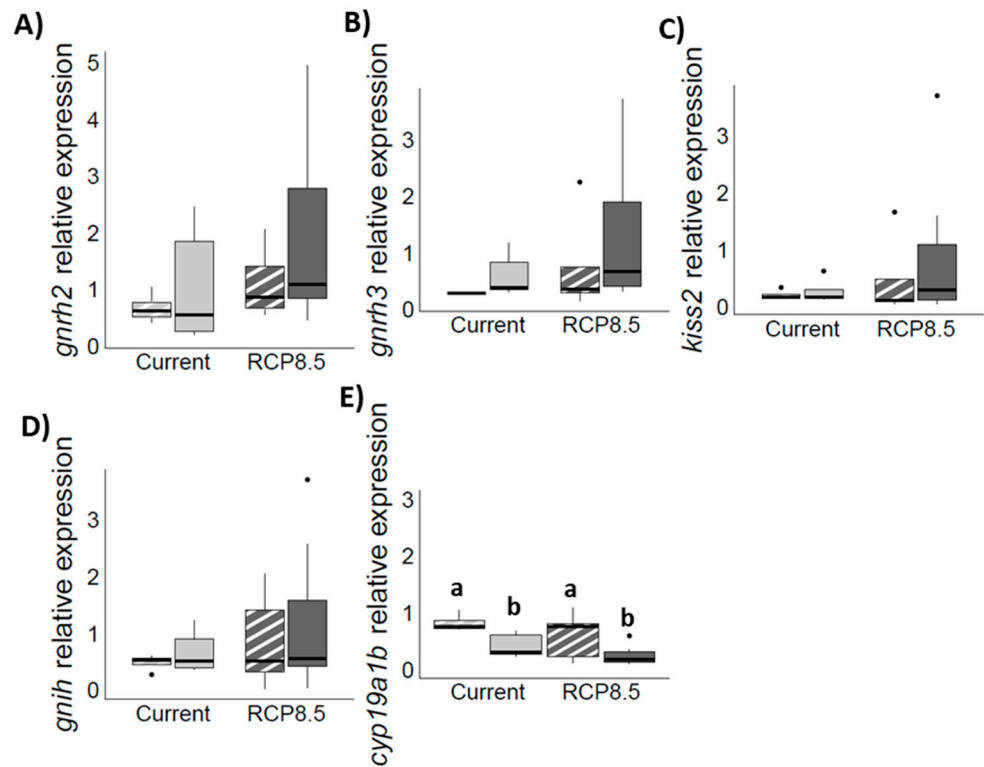 A)
gnrh2 relative expression
5
4
3
2
1
0
Current RCP8.5
B)
gnrh3 relative expression
3
2
1
0
Current RCP8.5
C)
kiss2 relative expression
3
2
1
0
Current RCP8.5
D)
gnih relative expression
3
2
1
0
Current RCP8.5
E)
cyp19a1b relative expression
3
2
1
0
a
b
a
b
Current RCP8.5